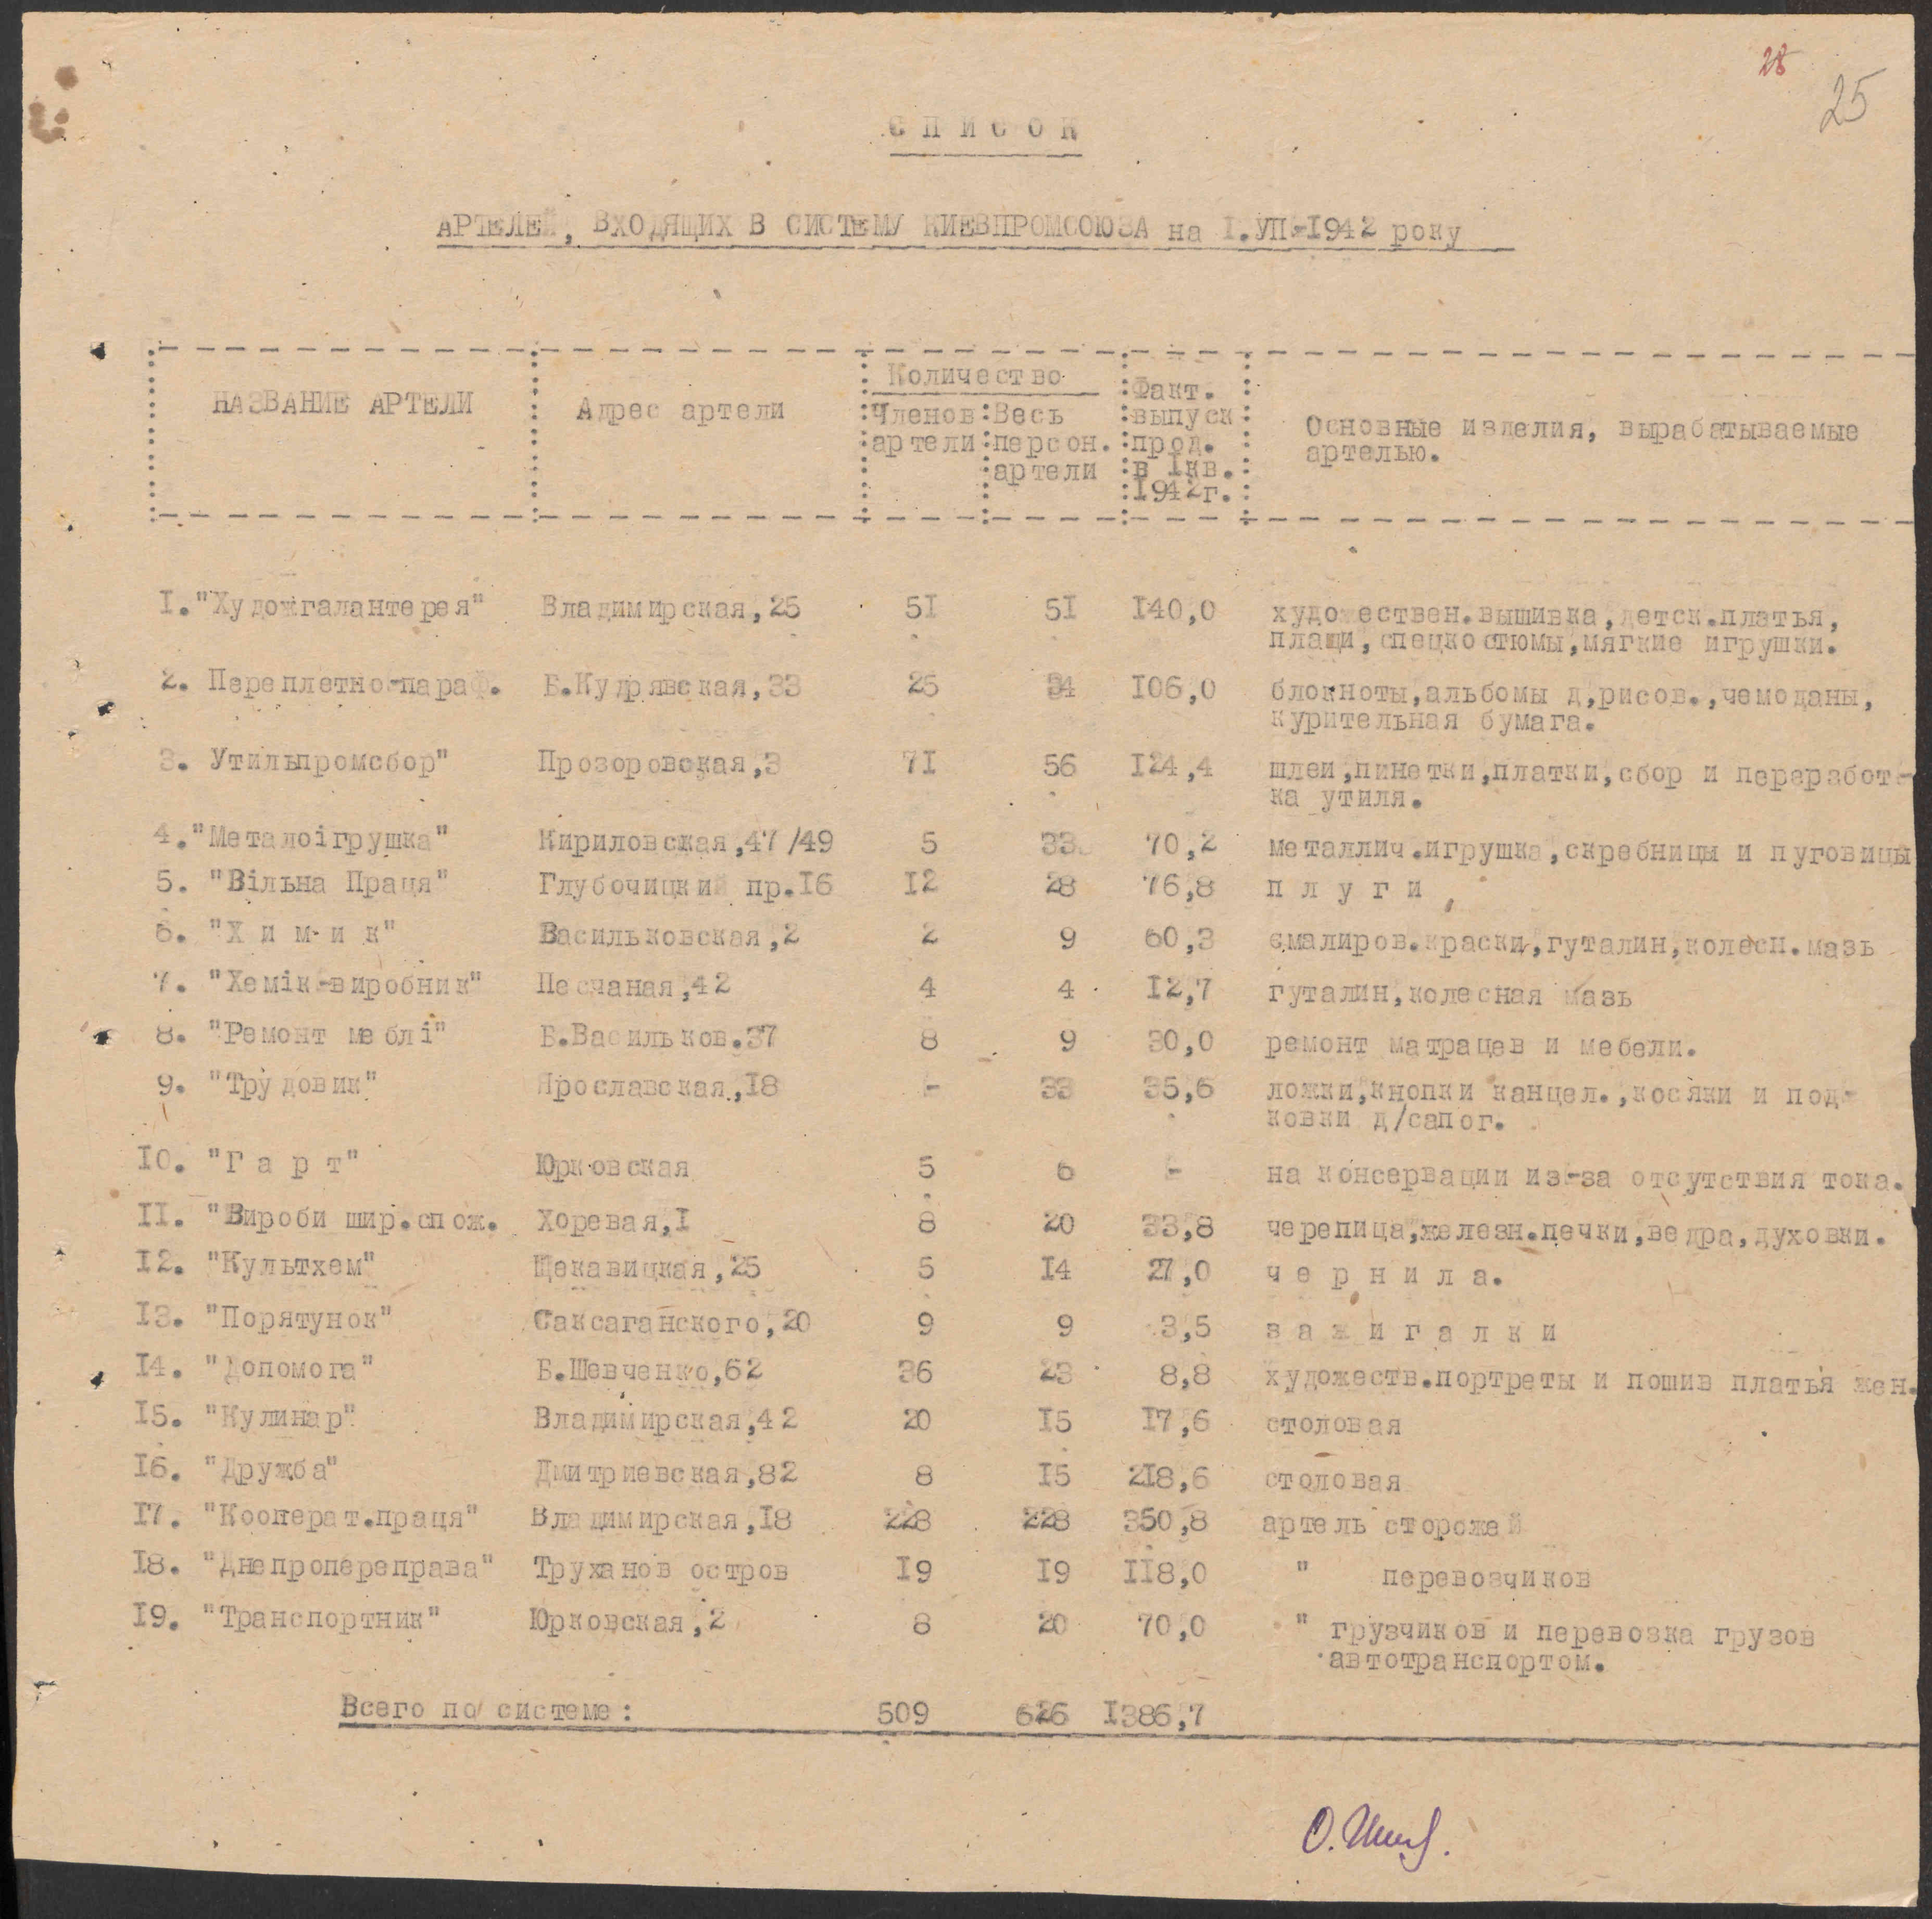 28
25
СПИСОК
АРТЕЛЕЙ, ВХОДЯЩИХ В СИСТЕМУ КИЕВПРОМСОЮЗА на I.УП-1942 року
НАЗВАНИЕ АРТЕЛИ Адрес артели Количество Факт. выпуск прод. в Iкв. 1942г. Основные изделия, вырабатываемые
артелью.
Членов артели Весь персон. артели
I. "Художгалантерея" Владимирская,25 5I 5I I40,0 художествен.вышивка,детск.платья,
плащи,спецкостюмы,мягкие игрушки.
2. Переплетно-параф. Б.Кудрявская,33 25 34 I06,0 блокноты,альбомы д,рисов.,чемоданы,
курительная бумага.
3. Утильпромсбор" Прозоровская,3 7I 56 I24,4 шлеи,пинетки,платки,сбор и переработ-
ка утиля.
4. "Металоігрушка" Кириловская,47/49 5 33 70,2 металлич.игрушка,скребницы и пуговицы
5. "Вільна Праця" Глубочицкий пр.I6 I2 28 76,8 плуги
6. "Химик" Васильковская,2 2 9 60,3 емалиров.краски,гуталин,колесн.мазь
7. "Хемік-виробник" Песчаная,42 4 4 I2,7 гуталин,колесная мазь
8. "Ремонт меблі" Б.Васильков.37 8 9 30,0 ремонт матрацев и мебели.
9. "Трудовик" Ярославская,I8 - 33 35,6 ложки,кнопки канцел.,косяки и под-
ковки д/сапог.
I0. "Гарт" Юрковская 5 6 - на консервации из-за отсутствия тока.
II. "Вироби шир.спож. Хоревая,I 8 20 33,8 черепица,железн.печки,ведра,духовки.
I2. "Культхем" Щекавицкая,25 5 I4 27,0 чернила.
I3. "Порятунок" Саксаганского,20 9 9 3,5 зажигалки
I4. "Допомога" Б.Шевченко,62 36 23 8,8 художеств.портреты и пошив платья жен.
I5. "Кулинар" Владимирская,42 20 I5 I7,6 столовая
I6. "Дружба" Дмитриевская,82 8 I5 2I8,6 столовая
I7. "Кооперат.праця" Владимирская,I8 228 228 350,8 артель сторожей
I8. "Днепропереправа" Труханов остров I9 I9 II8,0 " перевозчиков
I9. "Транспортник" Юрковская,2 8 20 70,0 " грузчиков и перевозка грузов
автотранспортом.
Всего по системе: 509 626 I386,7